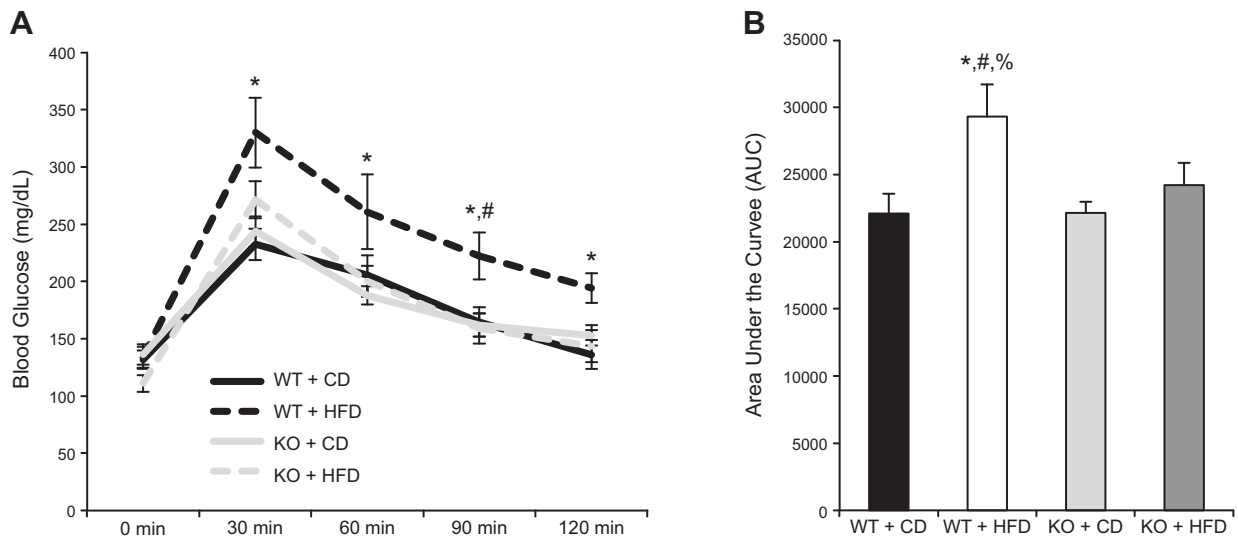 A
Blood Glucose (mg/dL)
400
350
300
250
200
150
100
50
0
*
*
*,#
*
WT + CD
WT + HFD
KO + CD
KO + HFD
0 min
30 min
60 min
90 min
120 min
B
Area Under the Curvee (AUC)
35000
30000
25000
20000
15000
10000
5000
0
*,#,%
WT + CD
WT + HFD
KO + CD
KO + HFD